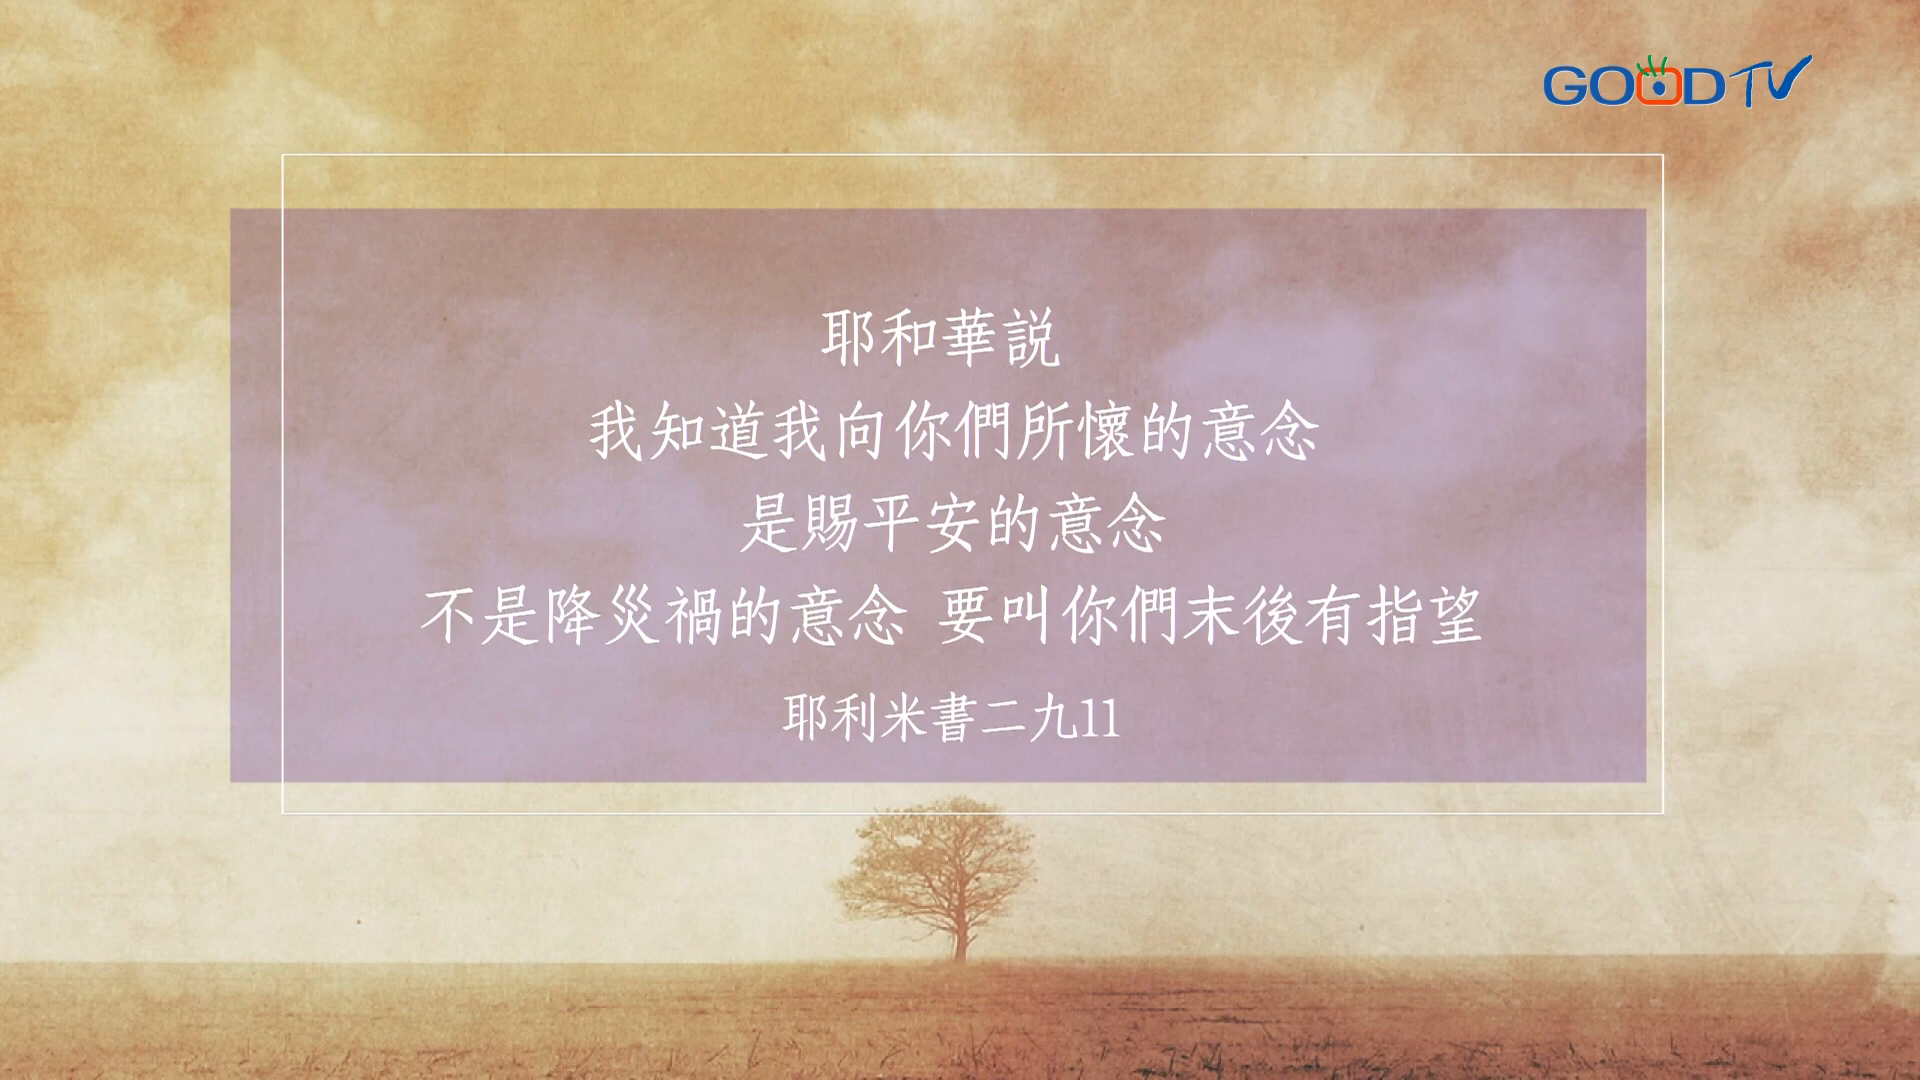 GOODTV
耶和華説
我知道我向你們所懷的意念
是賜平安的意念
不是降災禍的意念 要叫你們末後有指望
耶利米書二九11